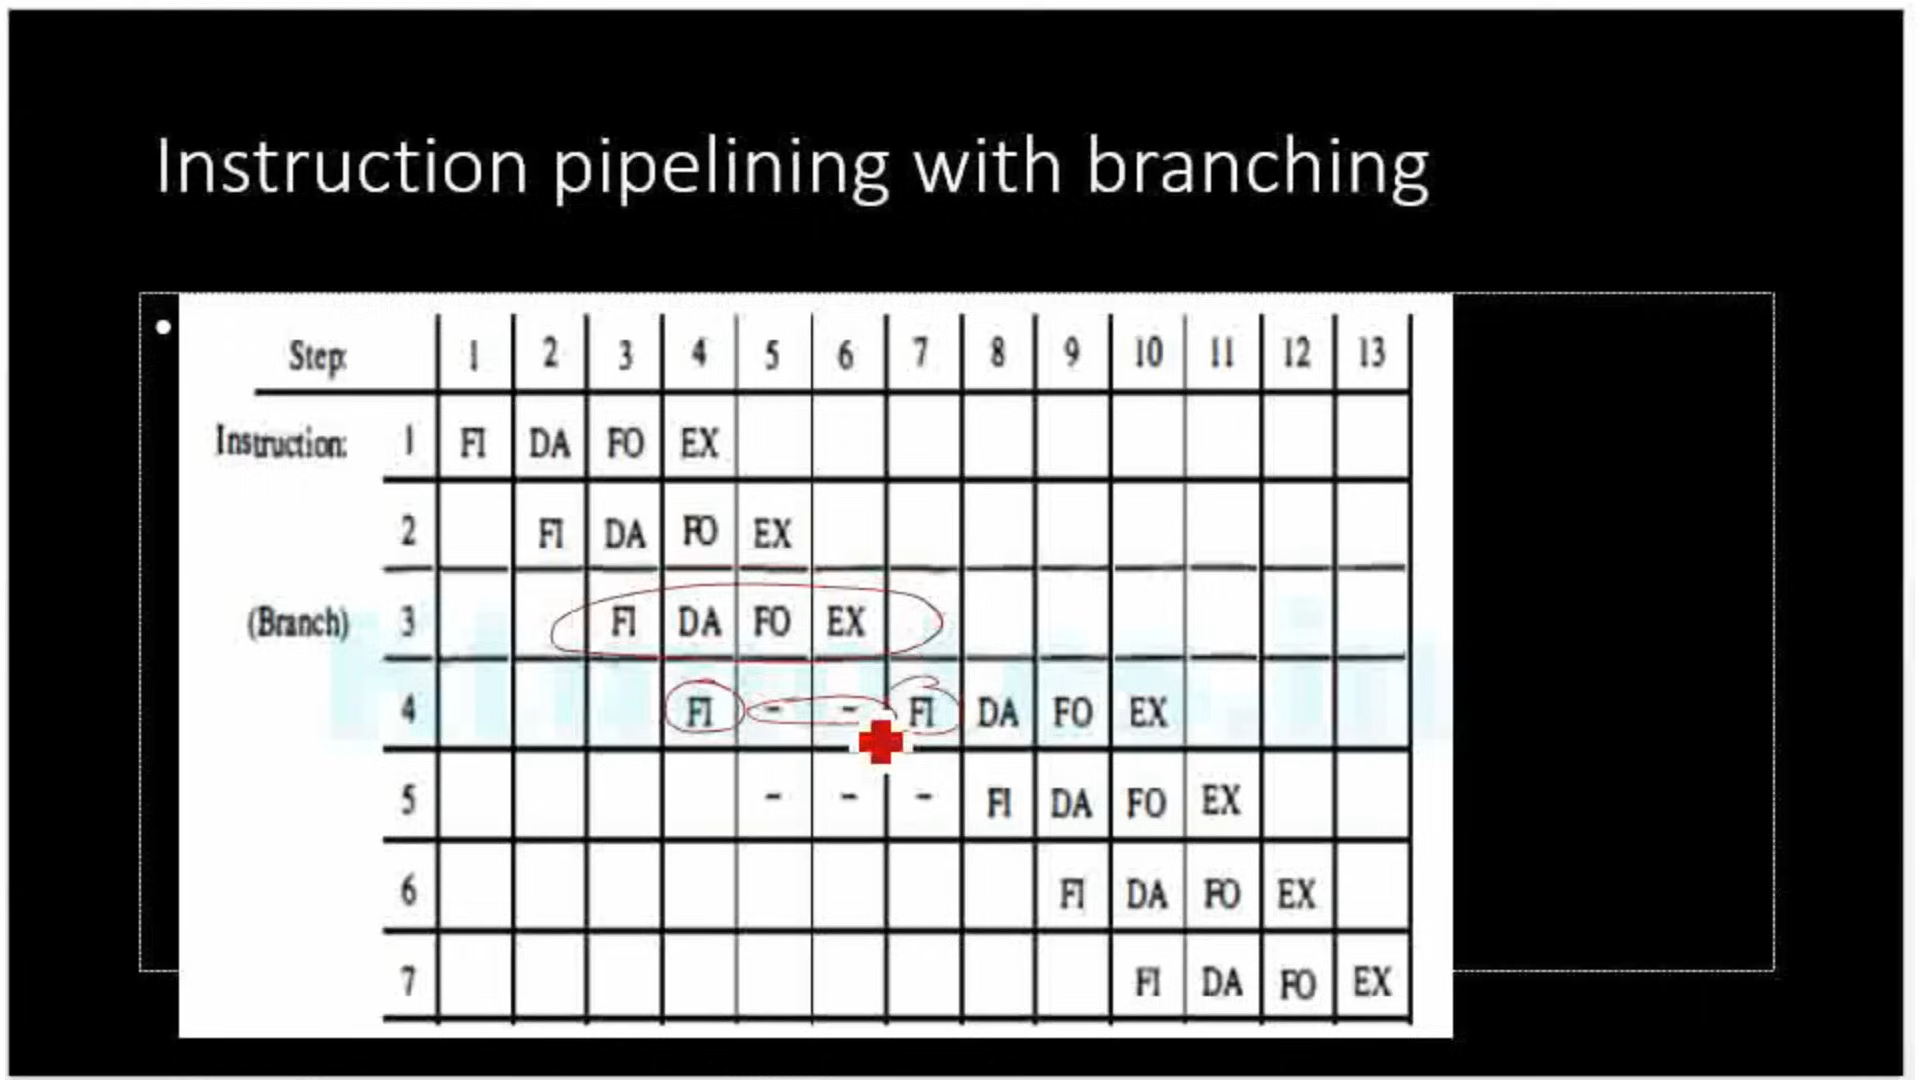 Instruction pipelining with branching
Step: 1 2 3 4 5 6 7 8 9 10 11 12 13
Instruction: 1 FI DA FO EX
2 FI DA FO EX
(Branch) 3 FI DA FO EX
4 FI - - FI DA FO EX
5 - - - FI DA FO EX
6 FI DA FO EX
7 FI DA FO EX